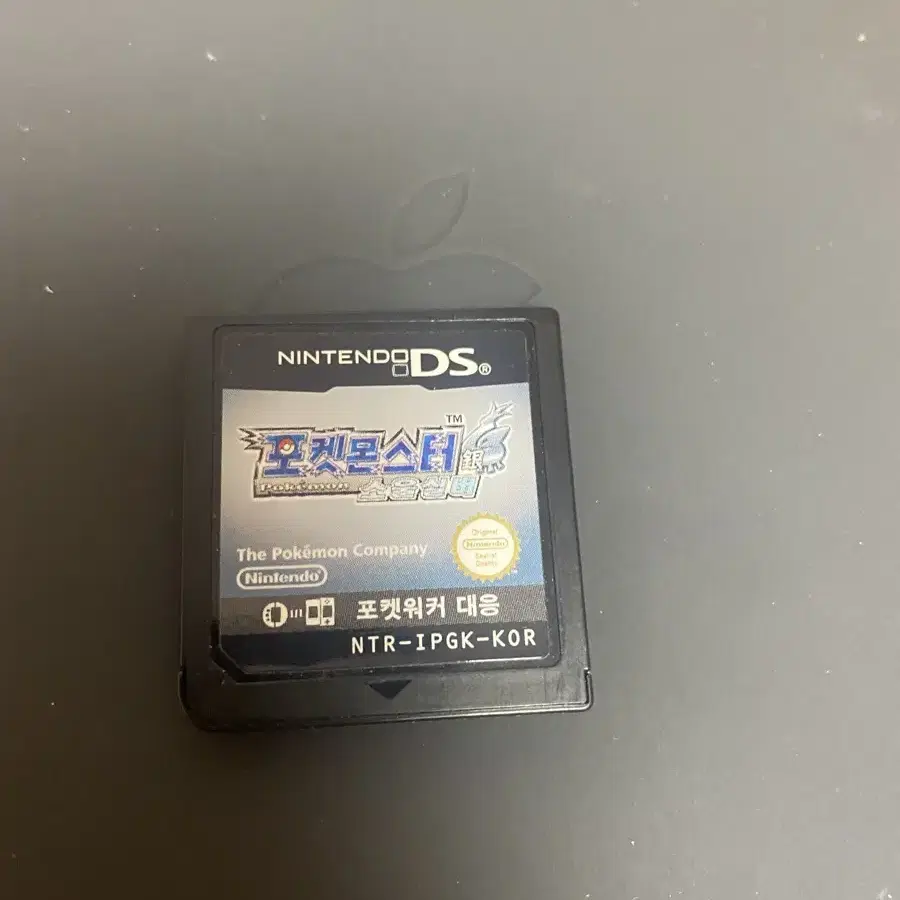 NINTENDO DS®
TM
포켓몬스터 銀
Pokémon 소울실버
The Pokémon Company
Original
Nintendo
Seal of
Quality
Nintendo®
in 포켓워커 대응
NTR-IPGK-KOR